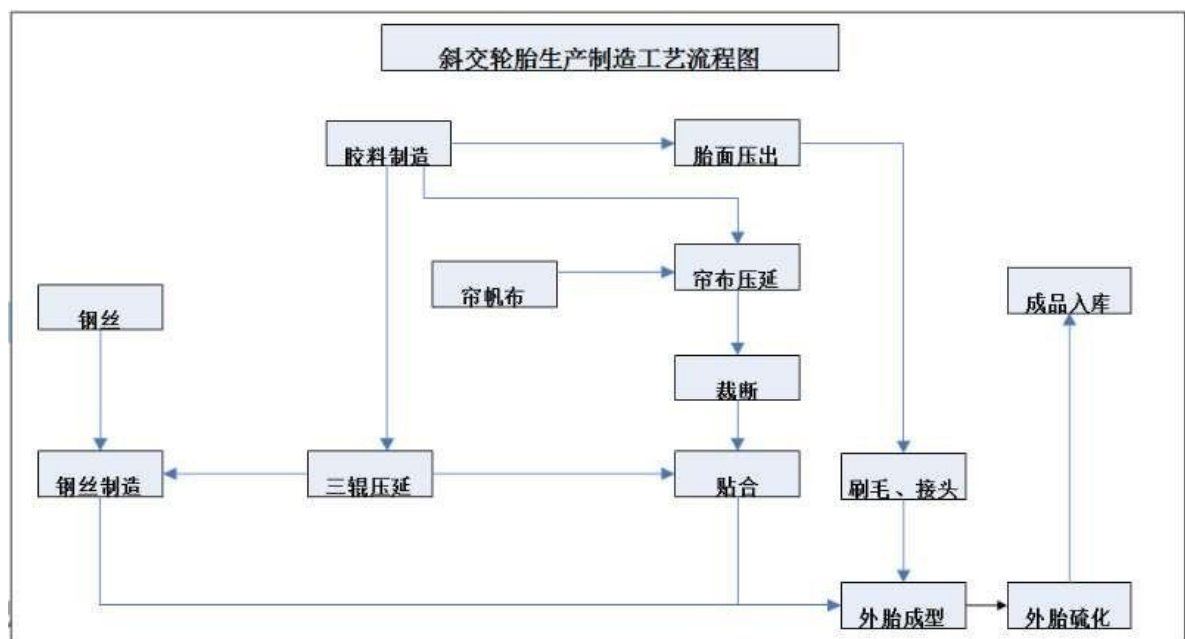 斜交轮胎生产制造工艺流程图
胶料制造
胎面压出
帘帆布
帘布压延
钢丝
成品入库
裁断
钢丝制造
三辊压延
贴合
刷毛、接头
外胎成型
外胎硫化